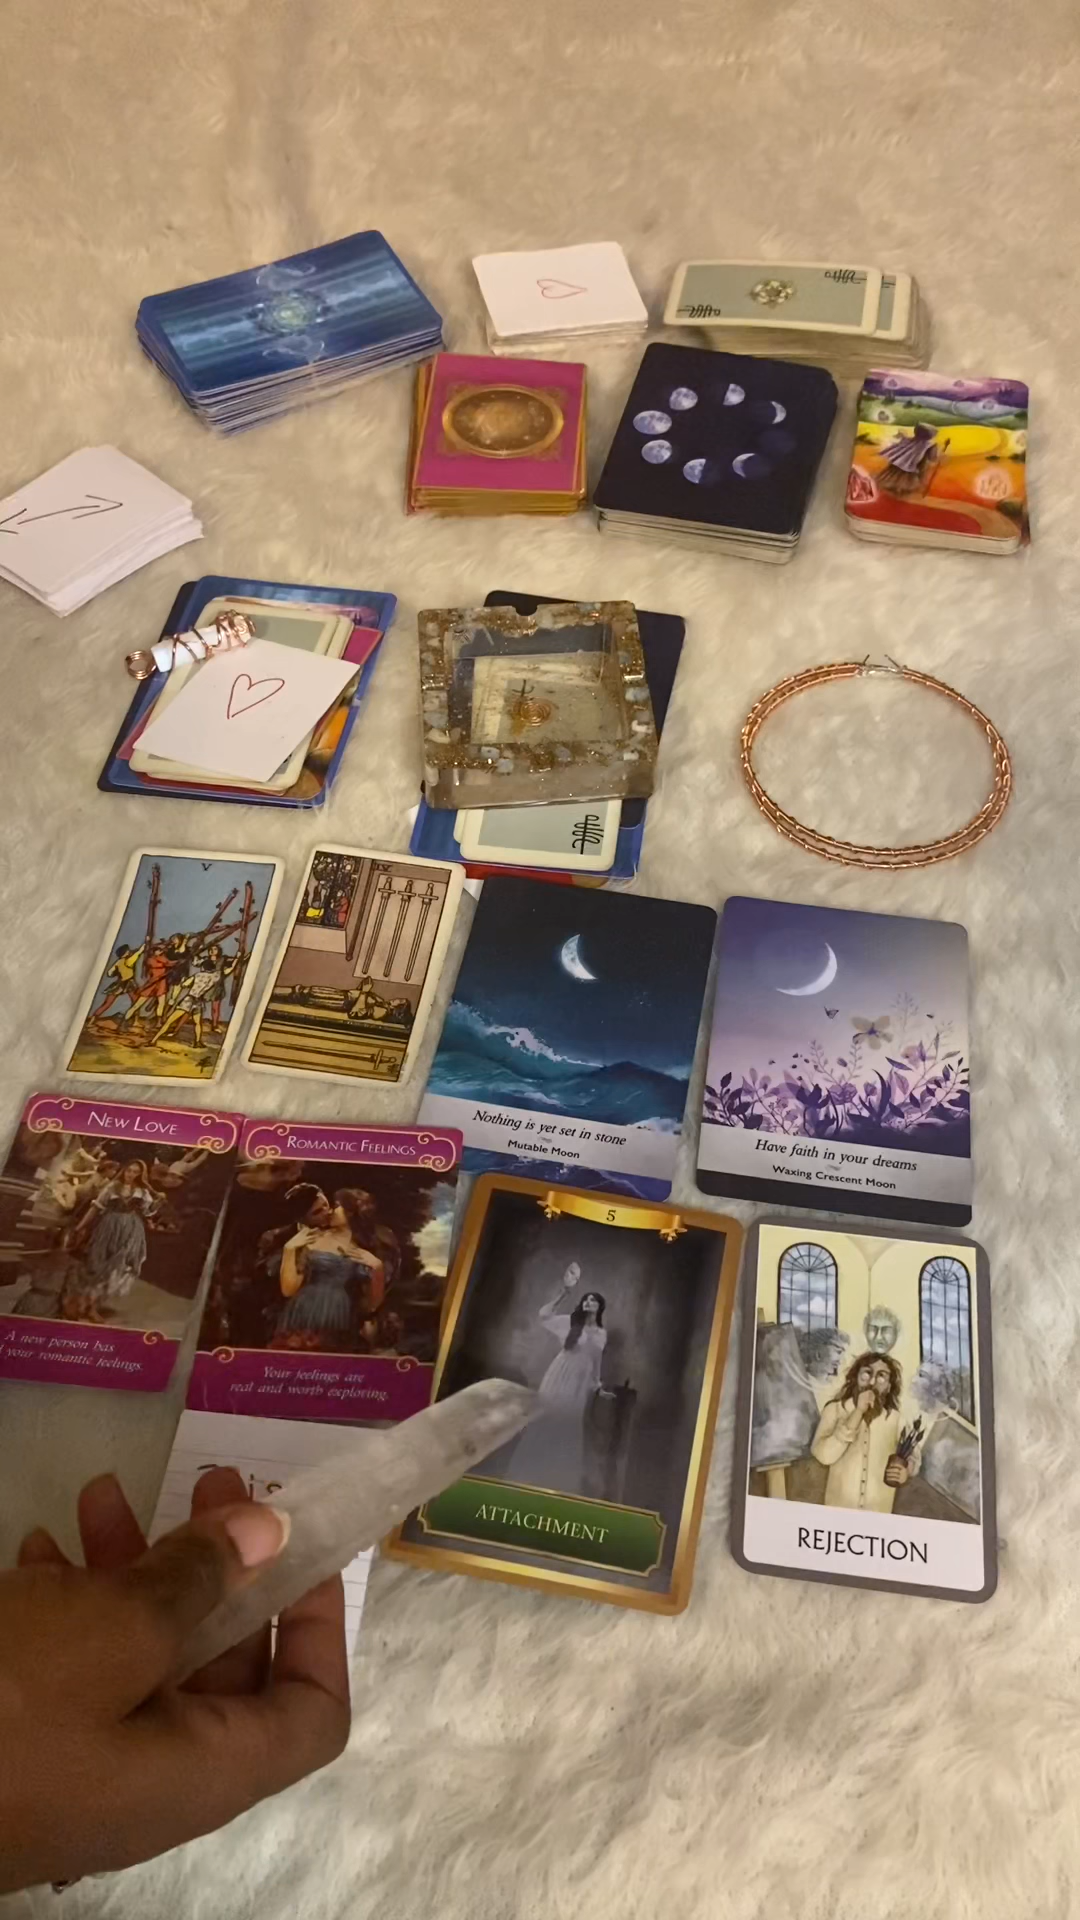 V
IV
Nothing is yet set in stone
Mutable Moon
Have faith in your dreams
Waxing Crescent Moon
NEW LOVE
A new person has
your romantic feelings.
ROMANTIC FEELINGS
Your feelings are
real and worth exploring.
5
ATTACHMENT
REJECTION